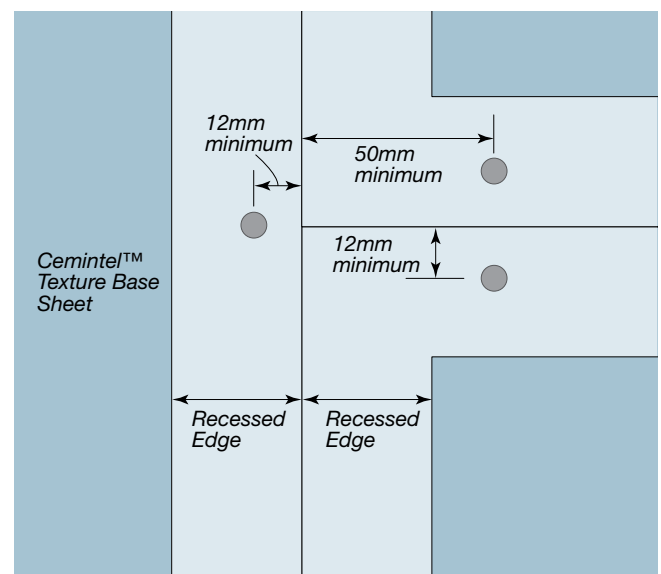 12mm
minimum
50mm
minimum
12mm
minimum
Cemintel™
Texture Base
Sheet
Recessed
Edge
Recessed
Edge